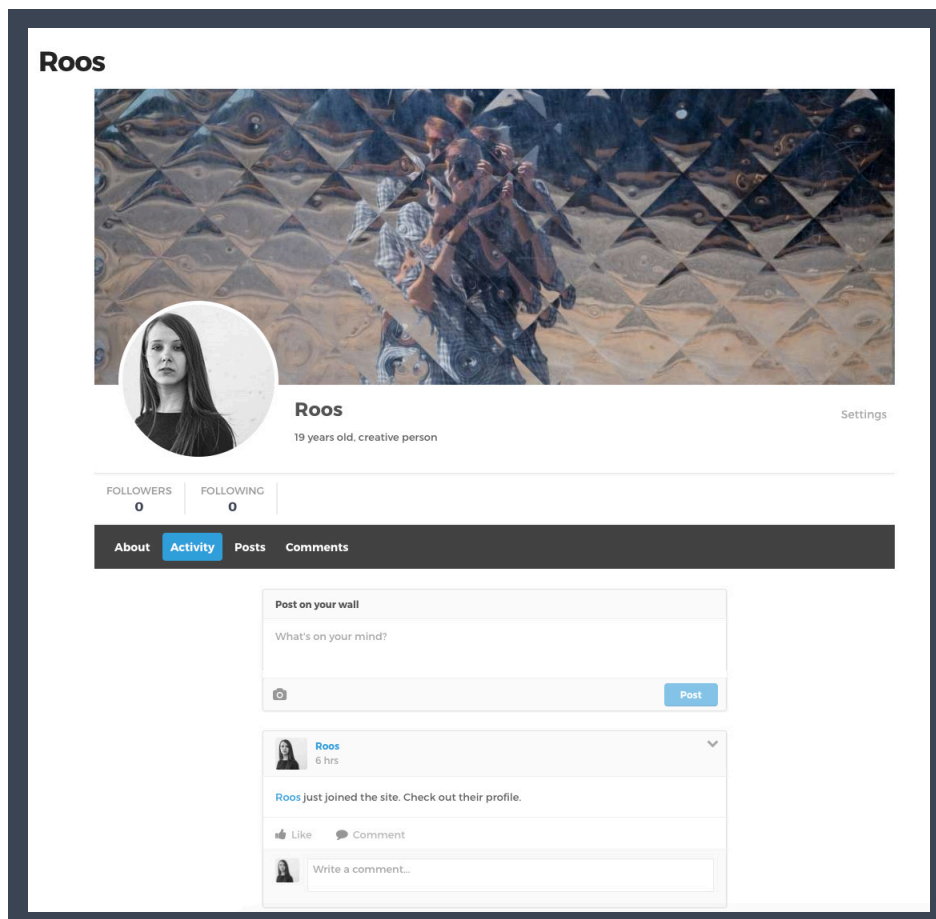 Roos
Roos
Settings
19 years old, creative person
FOLLOWERS FOLLOWING
0 0
About Activity Posts Comments
Post on your wall
What's on your mind?
Post
Roos
6 hrs
Roos just joined the site. Check out their profile.
Like Comment
Write a comment...